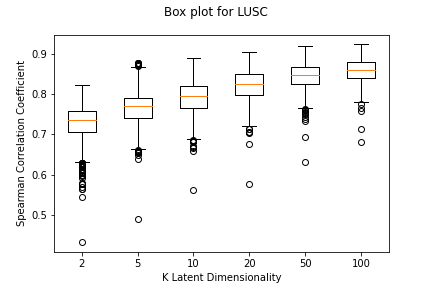 Box plot for LUSC
Spearman Correlation Coefficient
0.9
0.8
0.7
0.6
0.5
2 5 10 20 50 100
K Latent Dimensionality